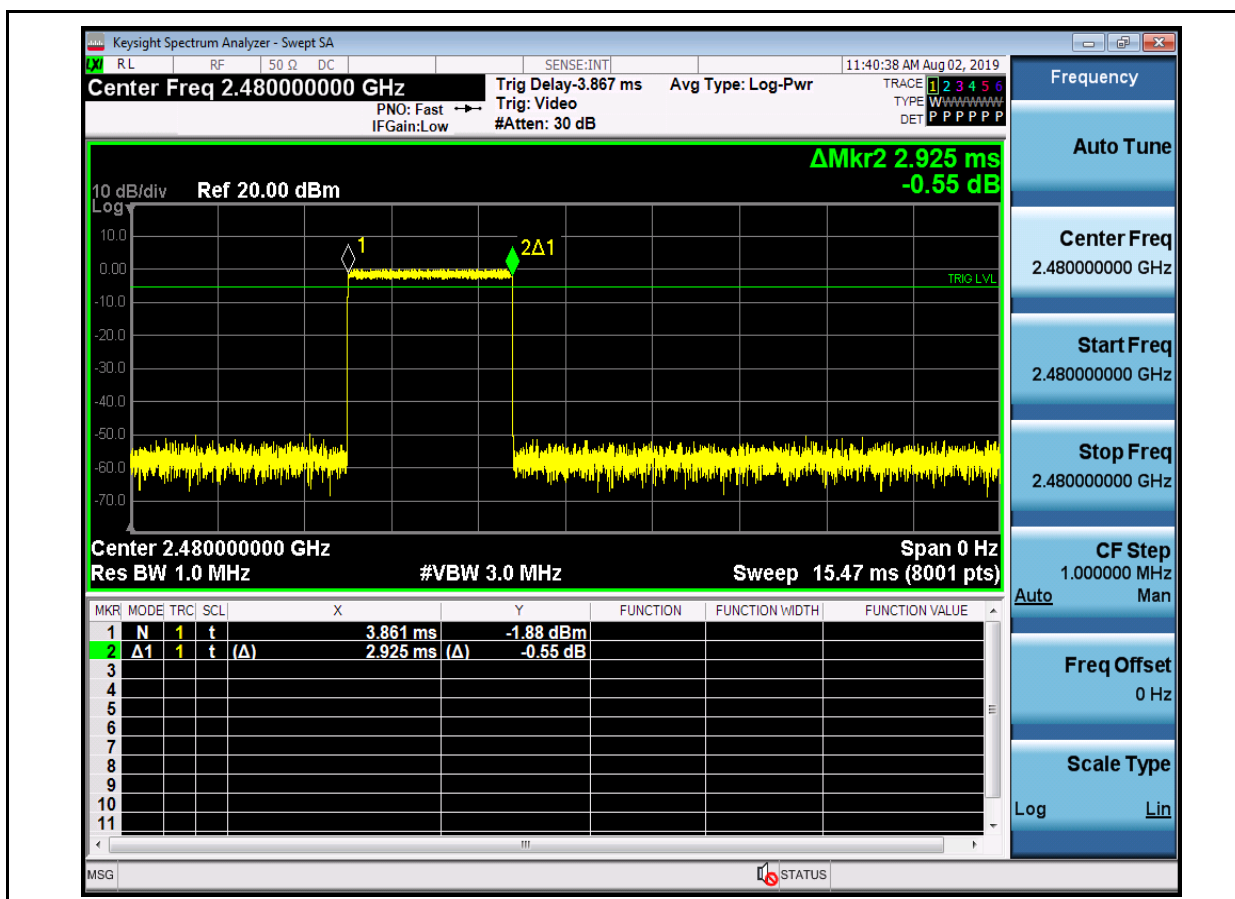 Keysight Spectrum Analyzer - Swept SA
LXI RL RF 50 Ω DC SENSE:INT 11:40:38 AM Aug 02, 2019
Center Freq 2.480000000 GHz
PNO: Fast
IFGain:Low
Trig Delay-3.867 ms
Trig: Video
#Atten: 30 dB
Avg Type: Log-Pwr
TRACE 1 2 3 4 5 6
TYPE WWWWWW
DET P P P P P P
ΔMkr2 2.925 ms
-0.55 dB
10 dB/div Ref 20.00 dBm
Log
10.0
0.00
-10.0
-20.0
-30.0
-40.0
-50.0
-60.0
-70.0
1
2Δ1
TRIG LVL
Center 2.480000000 GHz Span 0 Hz
Res BW 1.0 MHz #VBW 3.0 MHz Sweep 15.47 ms (8001 pts)
MKR MODE TRC SCL X Y FUNCTION FUNCTION WIDTH FUNCTION VALUE
1 N 1 t 3.861 ms -1.88 dBm
2 Δ1 1 t (Δ) 2.925 ms (Δ) -0.55 dB
3
4
5
6
7
8
9
10
11
MSG STATUS
Frequency
Auto Tune
Center Freq
2.480000000 GHz
Start Freq
2.480000000 GHz
Stop Freq
2.480000000 GHz
CF Step
1.000000 MHz
Auto Man
Freq Offset
0 Hz
Scale Type
Log Lin